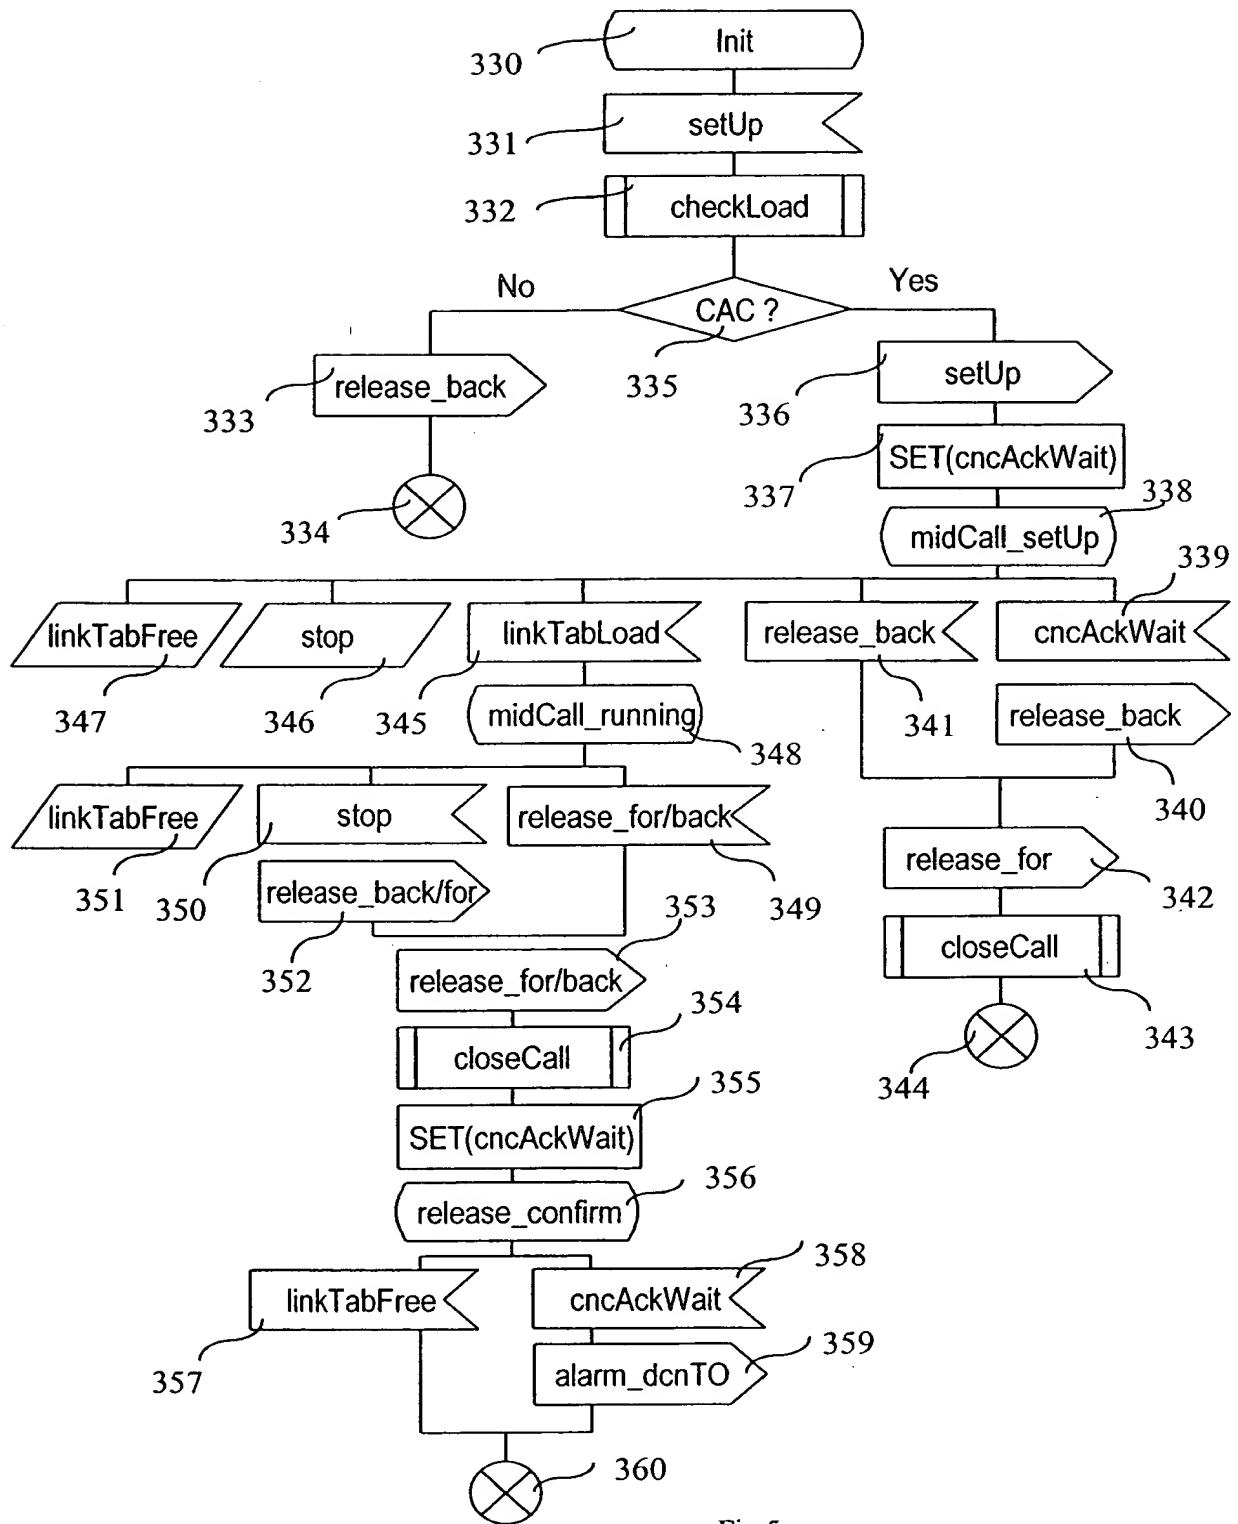 Init
330
setUp
331
checkLoad
332
No
Yes
CAC ?
335
release_back
333
setUp
336
334
SET(cncAckWait)
337
338
midCall_setUp
339
linkTabFree
stop
linkTabLoad
release_back
cncAckWait
347
346
345
341
midCall_running
348
release_back
340
linkTabFree
stop
release_for/back
351
350
349
release_back/for
352
353
release_for
342
release_for/back
closeCall
343
354
closeCall
344
355
SET(cncAckWait)
356
release_confirm
358
linkTabFree
cncAckWait
357
359
alarm_dcnTO
360